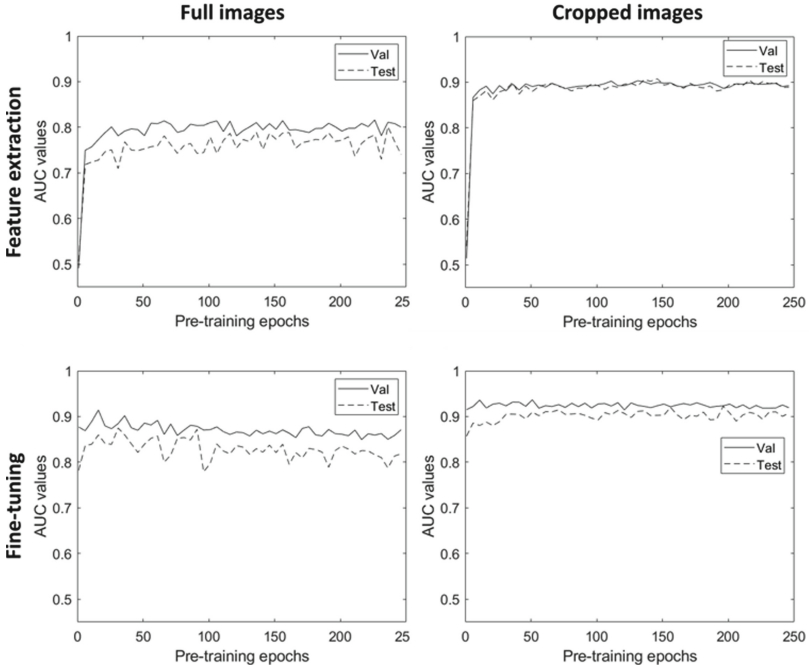 Full images
Cropped images
Feature extraction
AUC values
1
0.9
0.8
0.7
0.6
0.5
0 50 100 150 200 25
Pre-training epochs
Val
Test
AUC values
1
0.9
0.8
0.7
0.6
0.5
0 50 100 150 200 250
Pre-training epochs
Val
Test
Fine-tuning
AUC values
1
0.9
0.8
0.7
0.6
0.5
0 50 100 150 200 25
Pre-training epochs
Val
Test
AUC values
1
0.9
0.8
0.7
0.6
0.5
0 50 100 150 200 250
Pre-training epochs
Val
Test